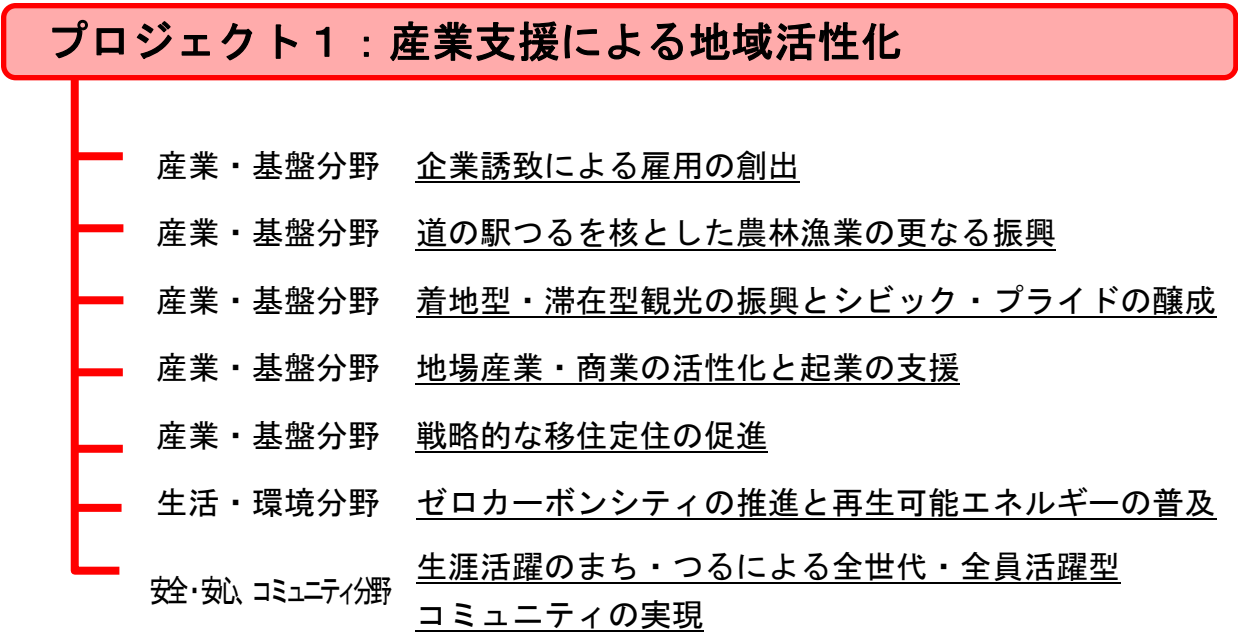 プロジェクト１：産業支援による地域活性化
産業・基盤分野　企業誘致による雇用の創出
産業・基盤分野　道の駅つるを核とした農林漁業の更なる振興
産業・基盤分野　着地型・滞在型観光の振興とシビック・プライドの醸成
産業・基盤分野　地場産業・商業の活性化と起業の支援
産業・基盤分野　戦略的な移住定住の促進
生活・環境分野　ゼロカーボンシティの推進と再生可能エネルギーの普及
安全・安心、コミュニティ分野　生涯活躍のまち・つるによる全世代・全員活躍型
コミュニティの実現